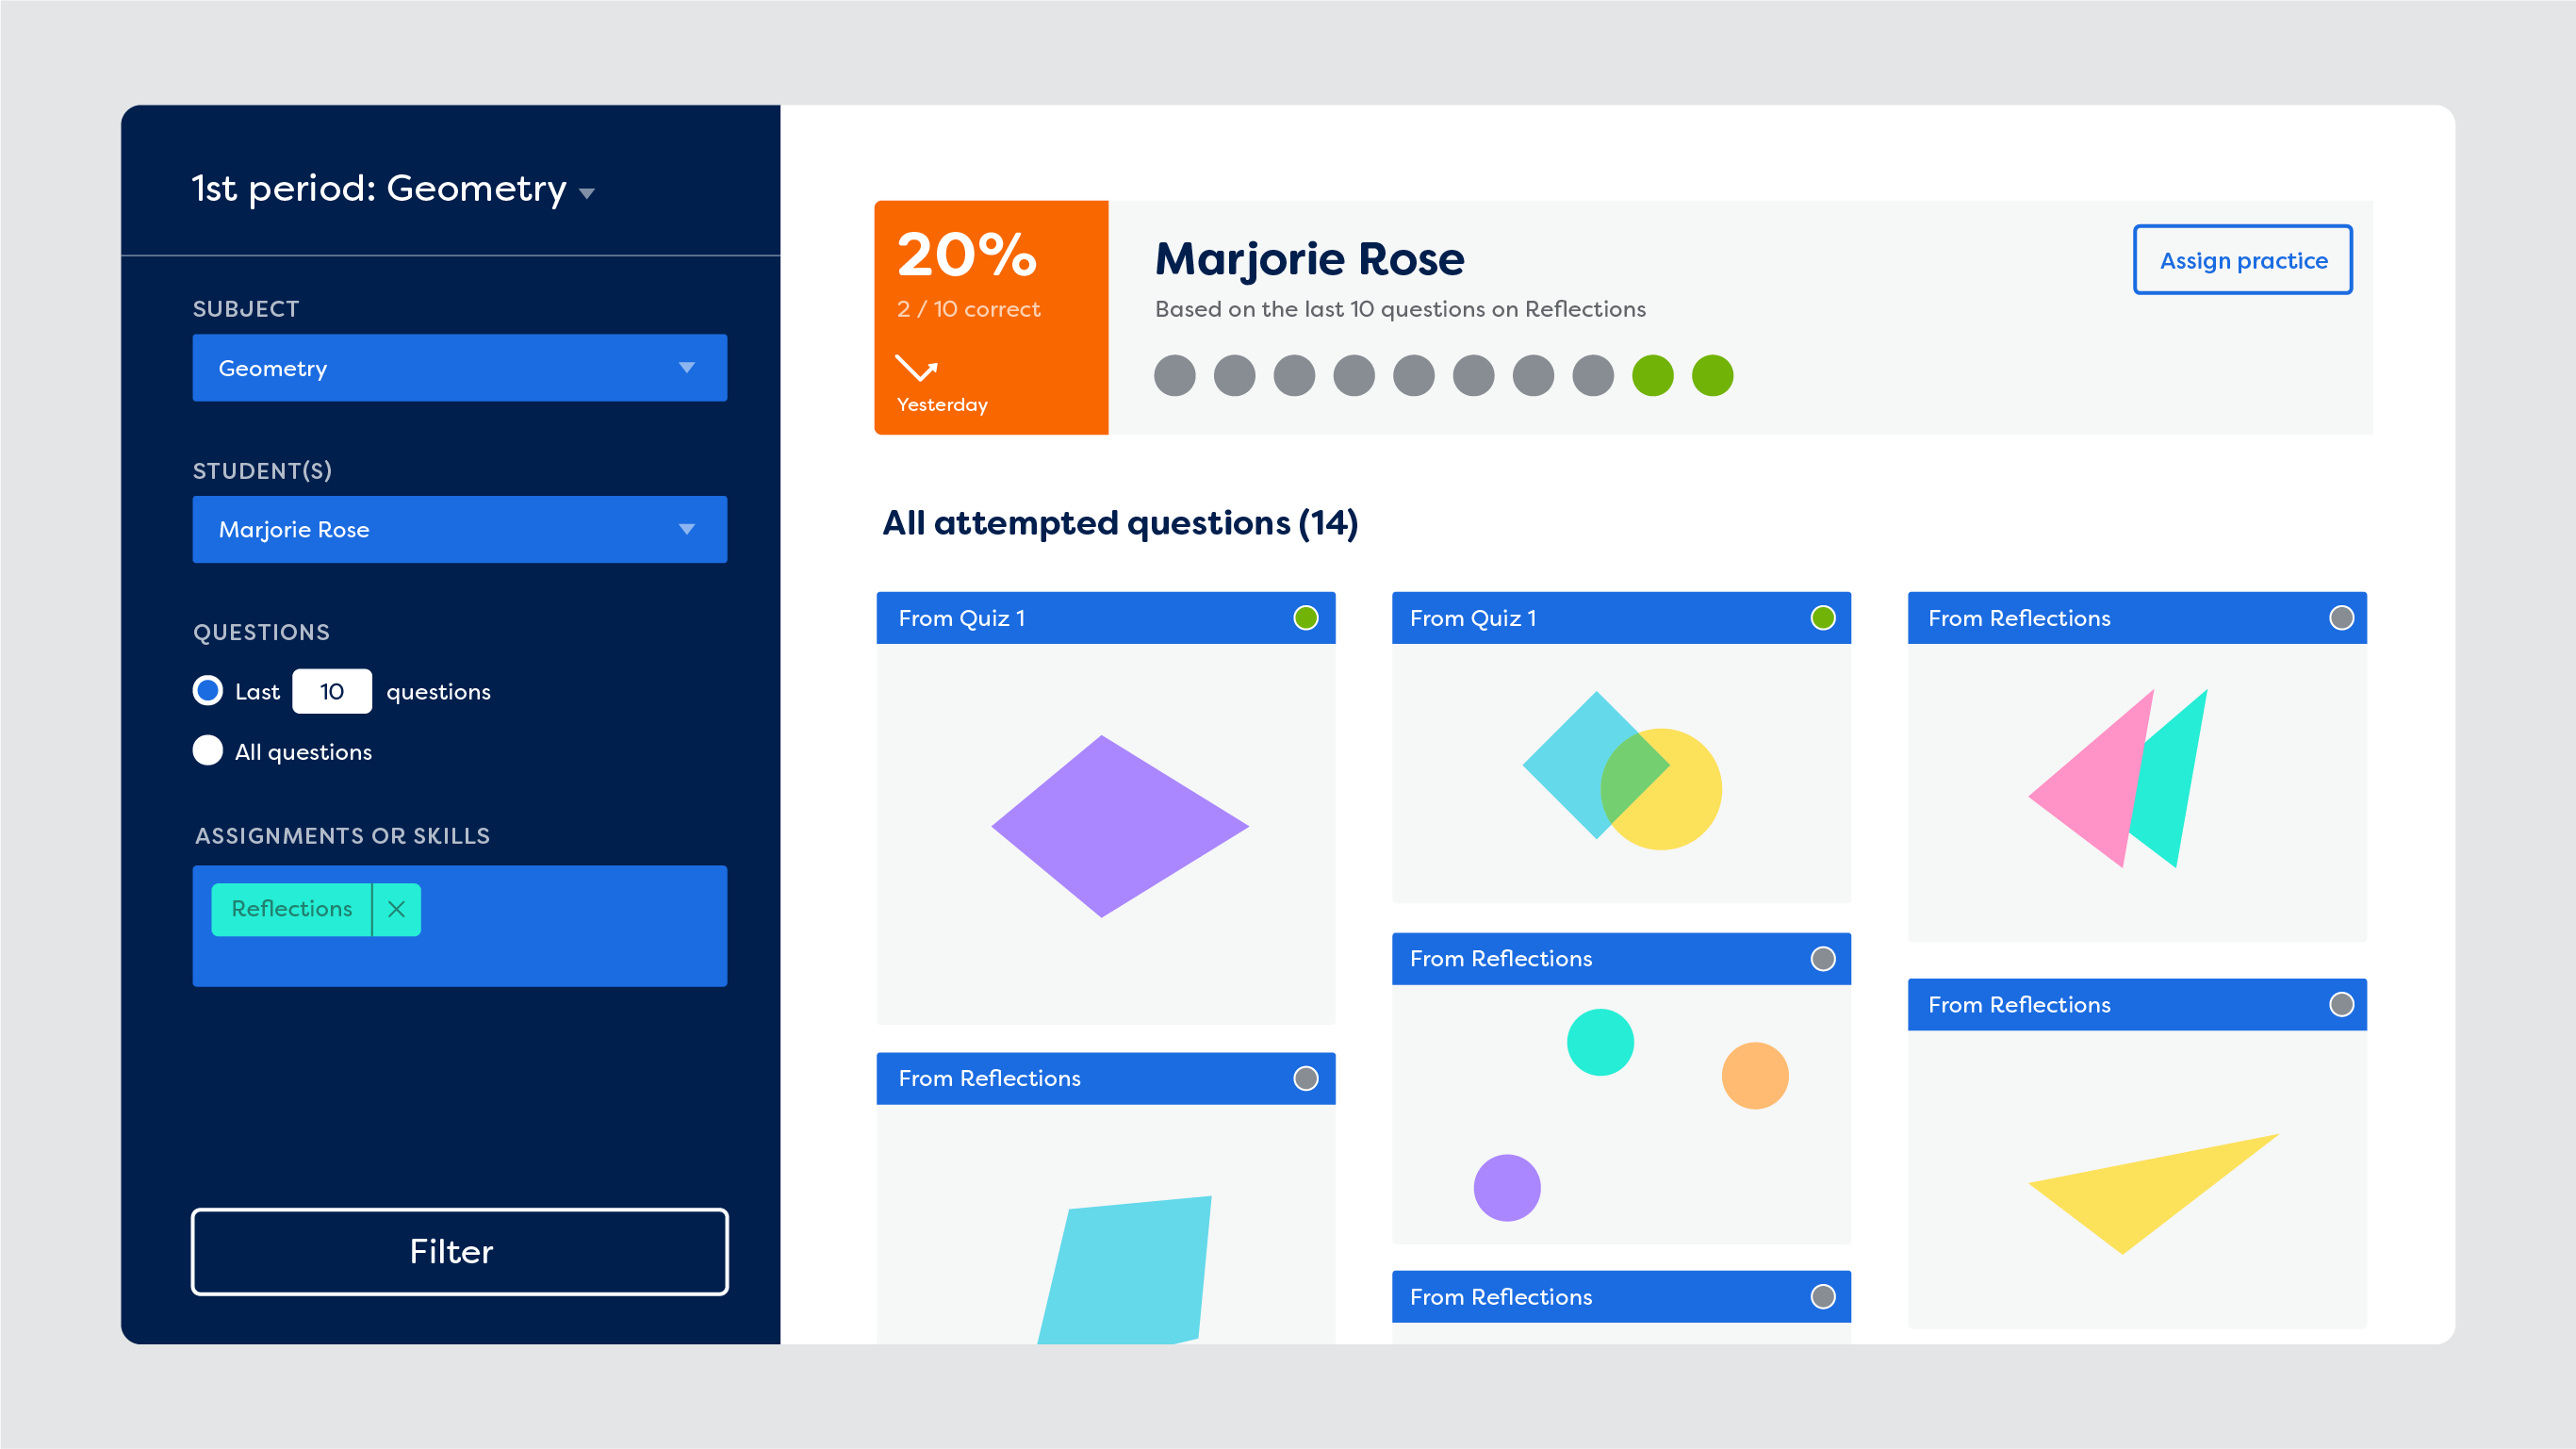 1st period: Geometry
SUBJECT
Geometry
STUDENT(S)
Marjorie Rose
QUESTIONS
Last 10 questions
All questions
ASSIGNMENTS OR SKILLS
Reflections
Filter
20%
2 / 10 correct
Yesterday
Marjorie Rose
Based on the last 10 questions on Reflections
Assign practice
All attempted questions (14)
From Quiz 1
From Quiz 1
From Reflections
From Reflections
From Reflections
From Reflections
From Reflections